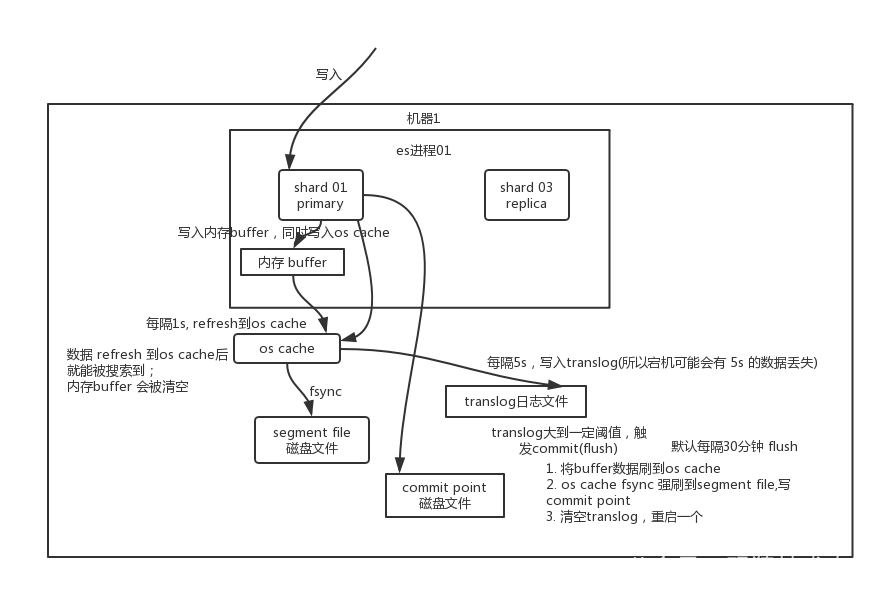 写入
机器1
es进程01
shard 01
primary
shard 03
replica
写入内存buffer，同时写入os cache
内存 buffer
每隔1s, refresh到os cache
os cache
数据 refresh 到os cache后
就能被搜索到；
内存buffer 会被清空
每隔5s，写入translog(所以宕机可能会有 5s 的数据丢失)
fsync
translog日志文件
segment file
磁盘文件
translog大到一定阈值，触
发commit(flush)
默认每隔30分钟 flush
commit point
磁盘文件
1. 将buffer数据刷到os cache
2. os cache fsync 强刷到segment file,写
commit point
3. 清空translog，重启一个